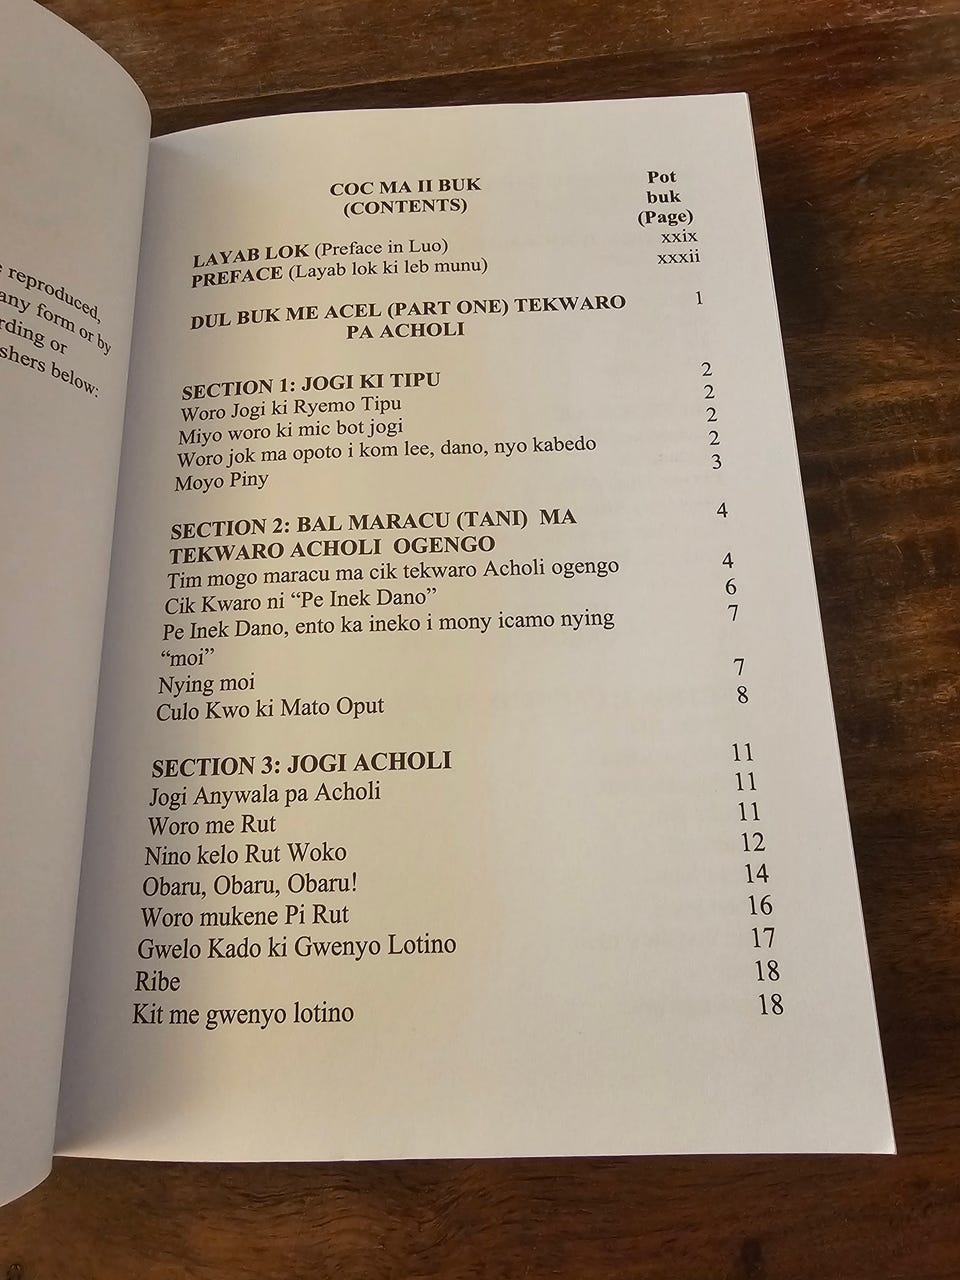 e reproduced,
any form or by
rding or
shers below:
COC MA II BUK
(CONTENTS)
Pot
buk
(Page)
LAYAB LOK (Preface in Luo) xxix
PREFACE (Layab lok ki leb munu) xxxii
DUL BUK ME ACEL (PART ONE) TEKWARO 1
PA ACHOLI
SECTION 1: JOGI KI TIPU 2
Woro Jogi ki Ryemo Tipu 2
Miyo woro ki mic bot jogi 2
Woro jok ma opoto i kom lee, dano, nyo kabedo 2
Moyo Piny 3
SECTION 2: BAL MARACU (TANI) MA 4
TEKWARO ACHOLI OGENGO
Tim mogo maracu ma cik tekwaro Acholi ogengo 4
Cik Kwaro ni “Pe Inek Dano” 6
Pe Inek Dano, ento ka ineko i mony icamo nying 7
“moi”
Nying moi 7
Culo Kwo ki Mato Oput 8
SECTION 3: JOGI ACHOLI 11
Jogi Anywala pa Acholi 11
Woro me Rut 11
Nino kelo Rut Woko 12
Obaru, Obaru, Obaru! 14
Woro mukene Pi Rut 16
Gwelo Kado ki Gwenyo Lotino 17
Ribe 18
Kit me gwenyo lotino 18